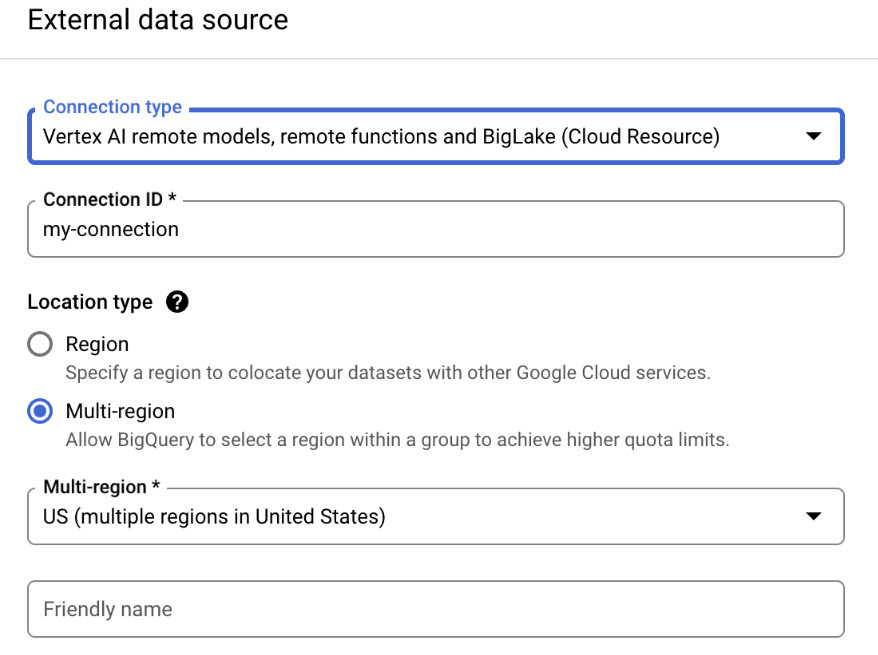 External data source
Connection type
Vertex AI remote models, remote functions and BigLake (Cloud Resource)
Connection ID *
my-connection
Location type ?
Region
Specify a region to colocate your datasets with other Google Cloud services.
Multi-region
Allow BigQuery to select a region within a group to achieve higher quota limits.
Multi-region *
US (multiple regions in United States)
Friendly name